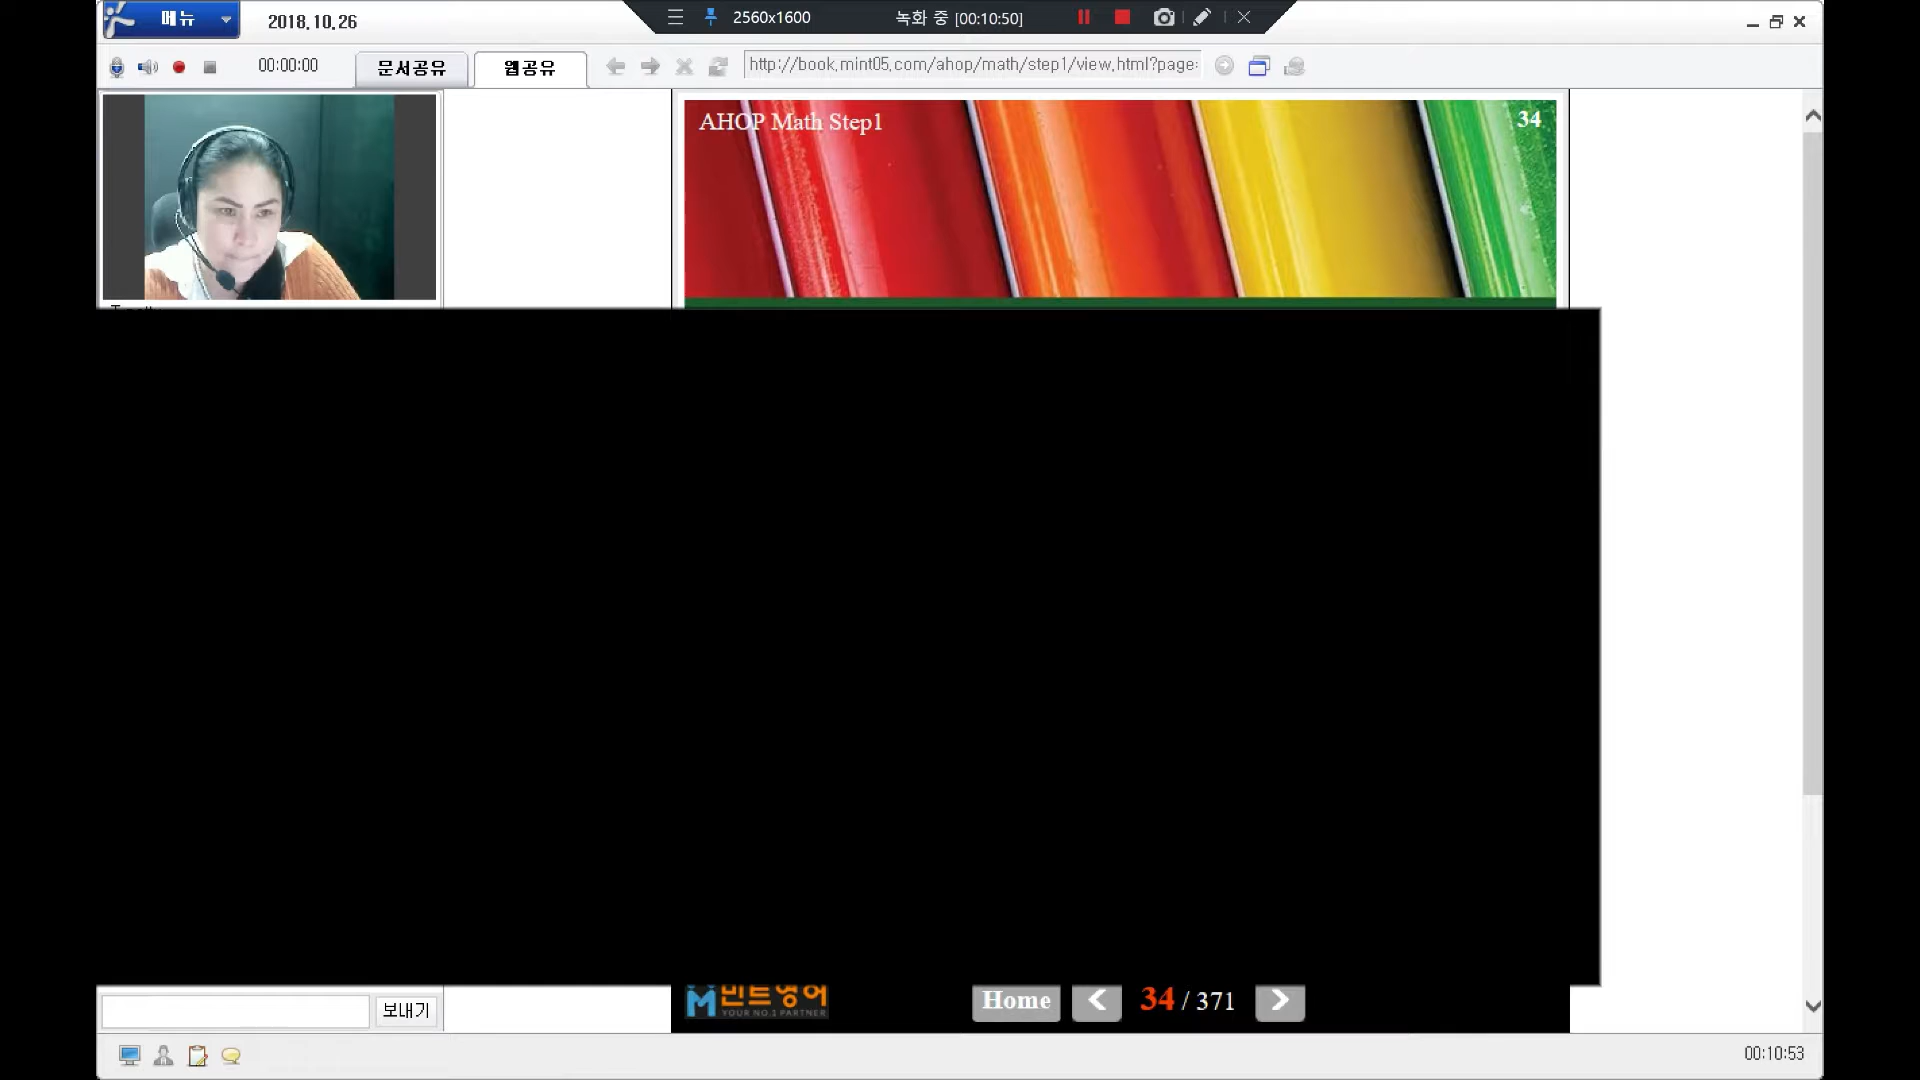 메뉴
2018.10.26
2560x1600
녹화 중 [00:10:50]
00:00:00
문서공유
웹공유
http://book.mint05.com/ahop/math/step1/view.html?page=
AHOP Math Step1
34
민트영어
YOUR NO.1 PARTNER
Home
34 / 371
보내기
00:10:53